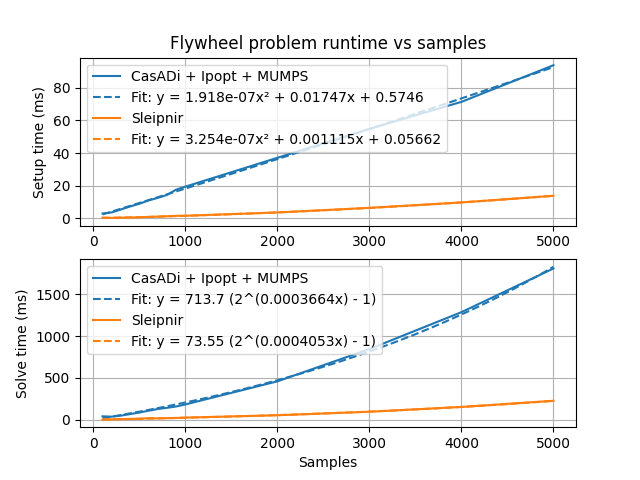 Flywheel problem runtime vs samples
Setup time (ms)
80
60
40
20
0
CasADi + Ipopt + MUMPS
Fit: y = 1.918e-07x² + 0.01747x + 0.5746
Sleipnir
Fit: y = 3.254e-07x² + 0.001115x + 0.05662
0 1000 2000 3000 4000 5000
Solve time (ms)
1500
1000
500
0
CasADi + Ipopt + MUMPS
Fit: y = 713.7 (2^(0.0003664x) - 1)
Sleipnir
Fit: y = 73.55 (2^(0.0004053x) - 1)
0 1000 2000 3000 4000 5000
Samples